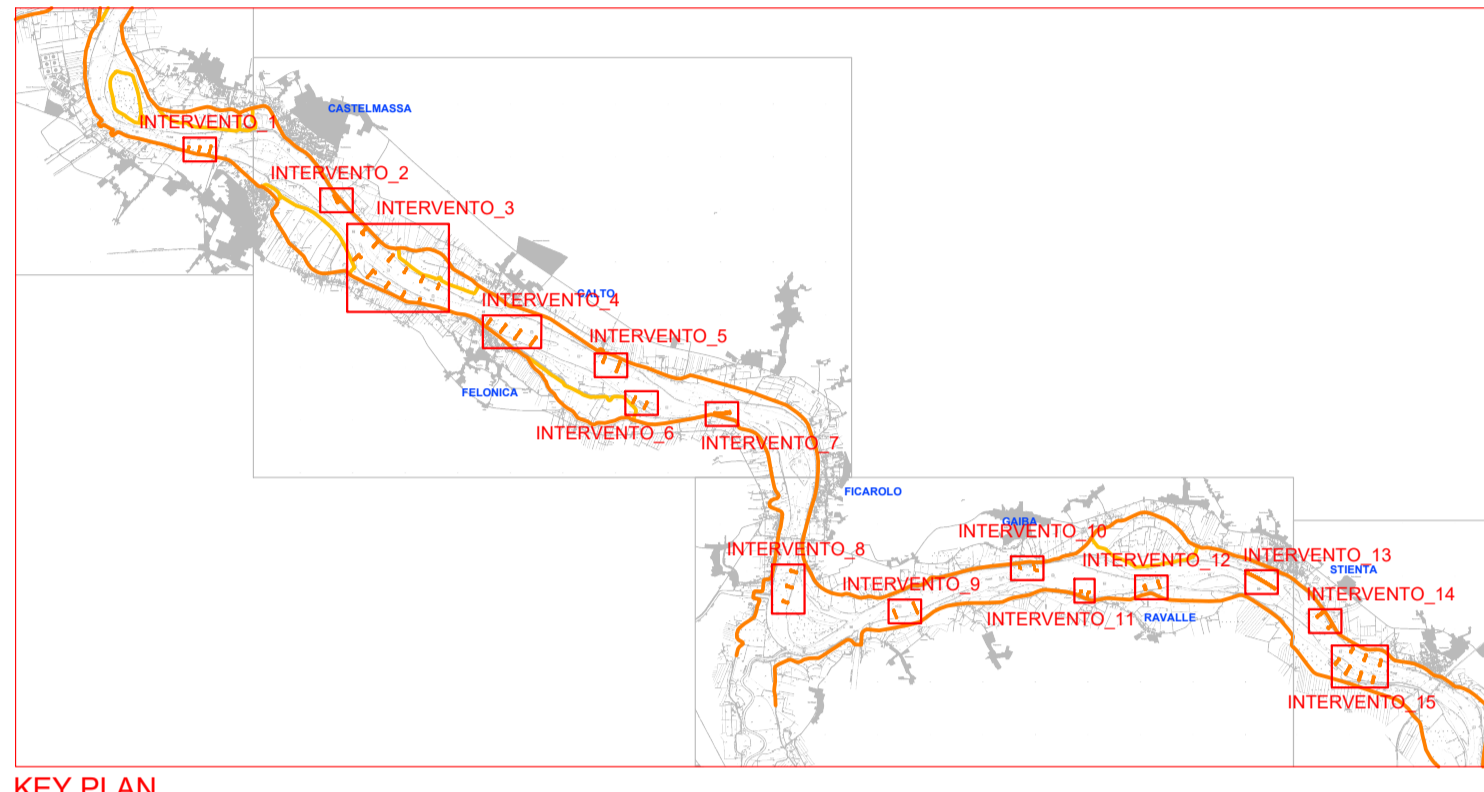 CASTELMASSA
INTERVENTO_1
INTERVENTO_2
INTERVENTO_3
CALTO
INTERVENTO_4
INTERVENTO_5
FELONICA
INTERVENTO_6
INTERVENTO_7
FICAROLO
GAIBA
INTERVENTO_10
INTERVENTO_8
INTERVENTO_12
INTERVENTO_13
STIENTA
INTERVENTO_9
INTERVENTO_14
INTERVENTO_11
RAVALLE
INTERVENTO_15
KEY PLAN